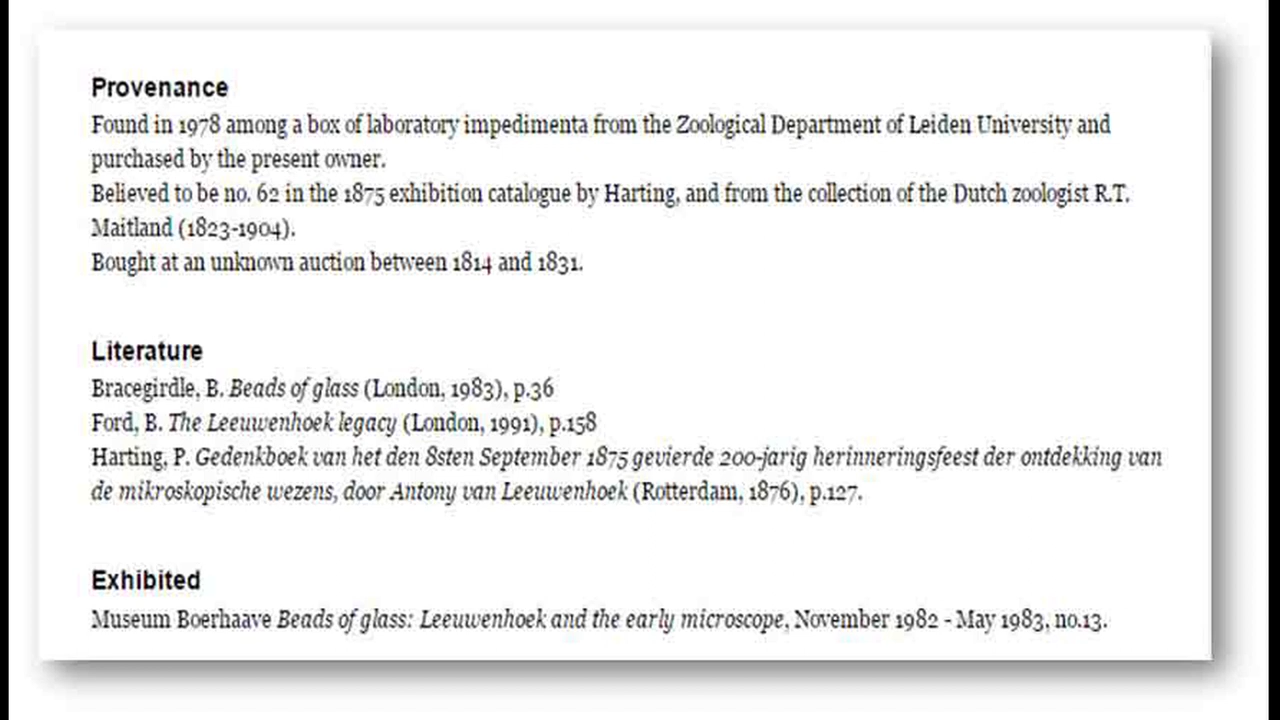 Provenance
Found in 1978 among a box of laboratory impedimenta from the Zoological Department of Leiden University and
purchased by the present owner.
Believed to be no. 62 in the 1875 exhibition catalogue by Harting, and from the collection of the Dutch zoologist R.T.
Maitland (1823-1904).
Bought at an unknown auction between 1814 and 1831.
Literature
Bracegirdle, B. Beads of glass (London, 1983), p.36
Ford, B. The Leeuwenhoek legacy (London, 1991), p.158
Harting, P. Gedenkboek van het den 8sten September 1875 gevierde 200-jarig herinneringsfeest der ontdekking van
de mikroskopische wezens, door Antony van Leeuwenhoek (Rotterdam, 1876), p.127.
Exhibited
Museum Boerhaave Beads of glass: Leeuwenhoek and the early microscope, November 1982 - May 1983, no.13.